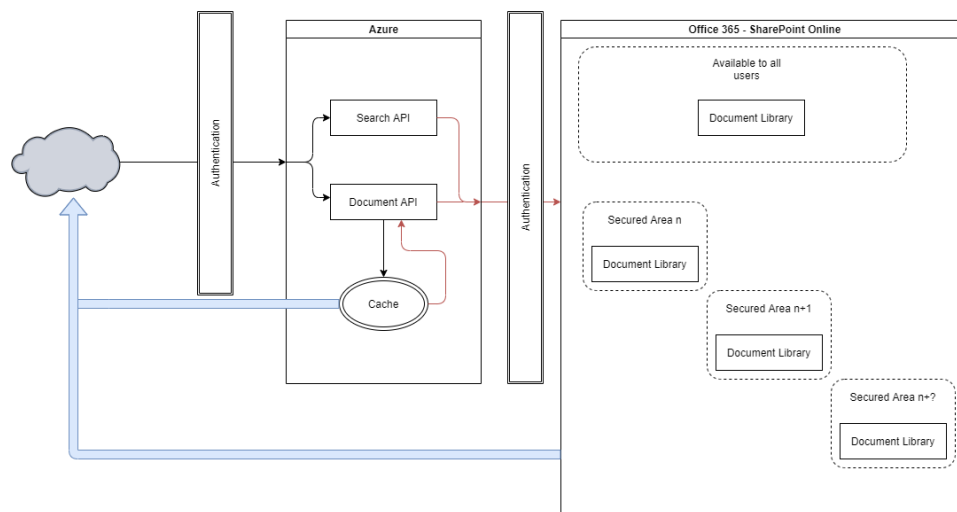 Azure
Office 365 - SharePoint Online
Available to all
users
Document Library
Authentication
Search API
Document API
Cache
Authentication
Secured Area n
Document Library
Secured Area n+1
Document Library
Secured Area n+?
Document Library